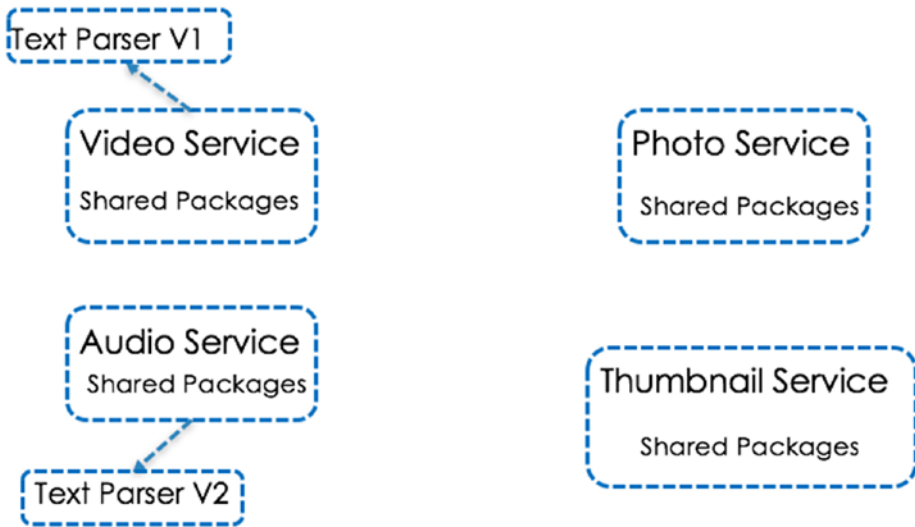 Text Parser V1
Video Service
Shared Packages
Photo Service
Shared Packages
Audio Service
Shared Packages
Thumbnail Service
Shared Packages
Text Parser V2